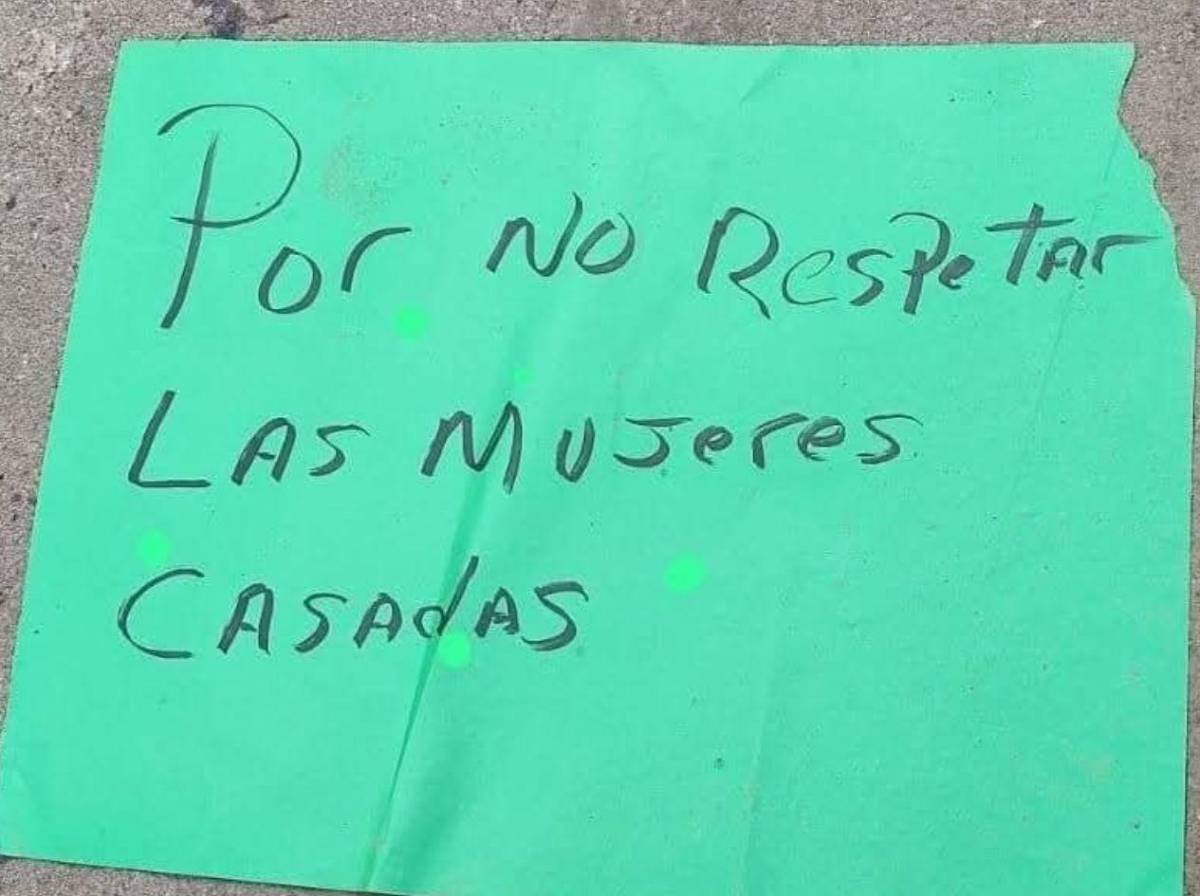 Por NO Respetar
LAS MUJeres
CASAdAS